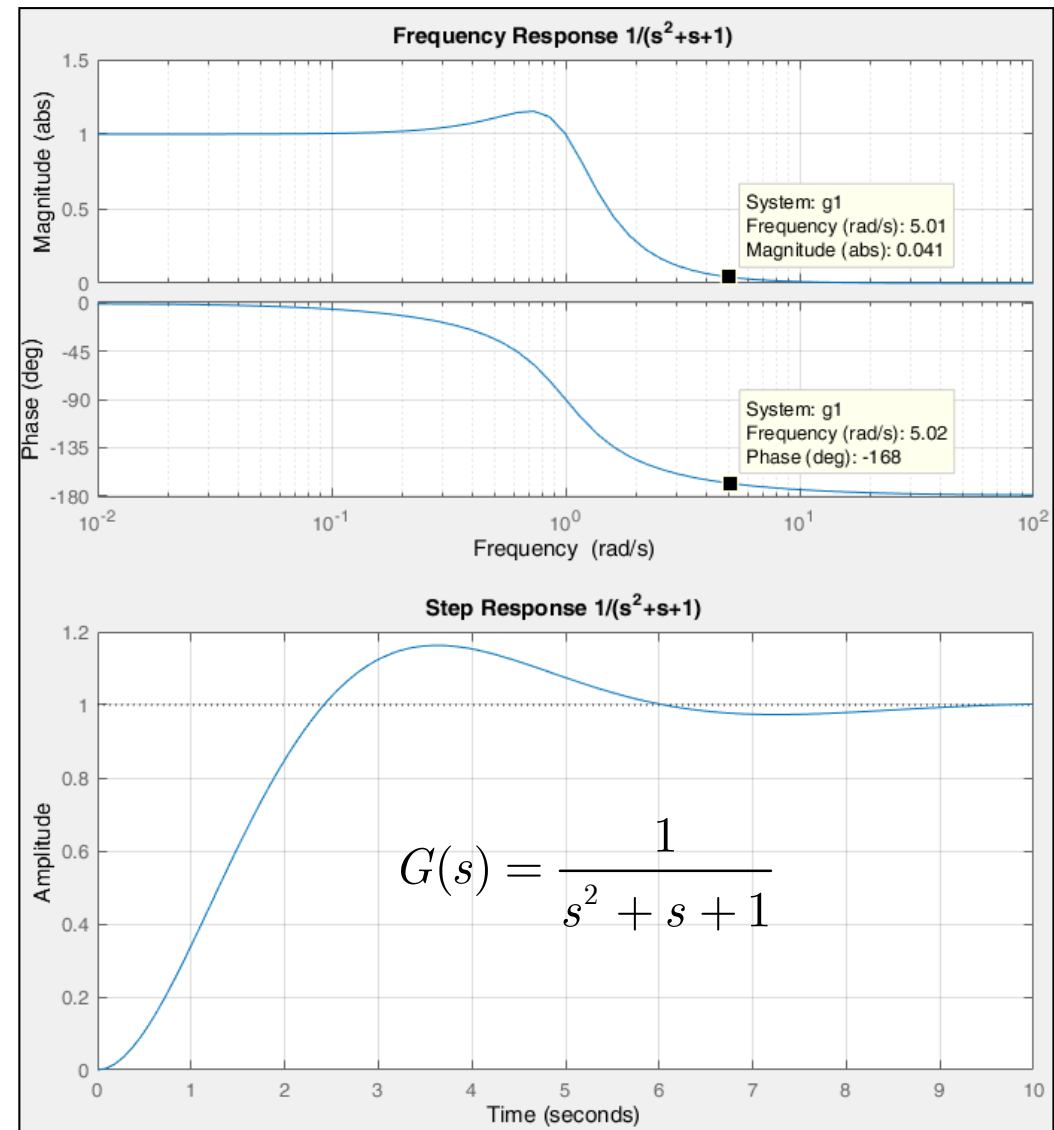 Frequency Response 1/(s²+s+1)
Magnitude (abs)
1.5
1
0.5
0
System: g1
Frequency (rad/s): 5.01
Magnitude (abs): 0.041
Phase (deg)
0
-45
-90
-135
-180
System: g1
Frequency (rad/s): 5.02
Phase (deg): -168
10⁻² 10⁻¹ 10⁰ 10¹ 10²
Frequency (rad/s)
Step Response 1/(s²+s+1)
Amplitude
1.2
1
0.8
0.6
0.4
0.2
0
G(s) = 1 / (s² + s + 1)
0 1 2 3 4 5 6 7 8 9 10
Time (seconds)